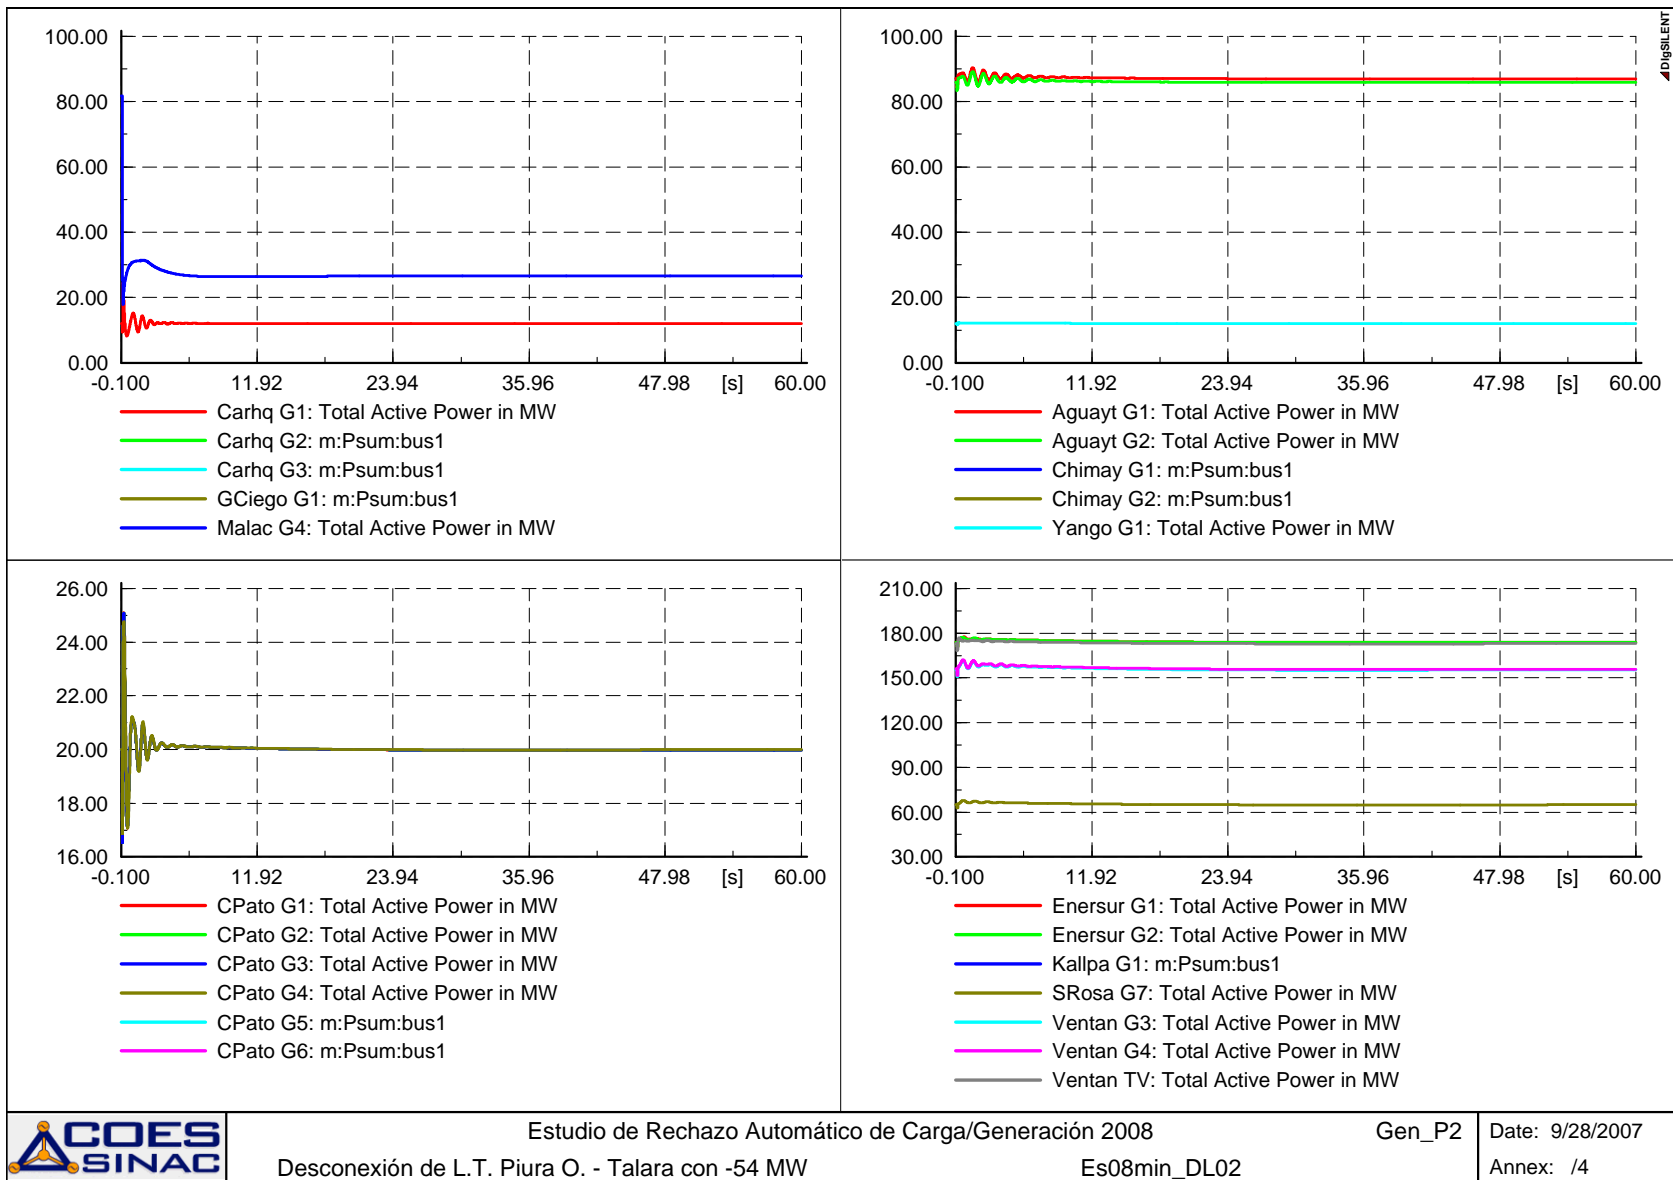 DIgSILENT
100.00
80.00
60.00
40.00
20.00
0.00
-0.100 11.92 23.94 35.96 47.98 [s] 60.00
Carhq G1: Total Active Power in MW
Carhq G2: m:Psum:bus1
Carhq G3: m:Psum:bus1
GCiego G1: m:Psum:bus1
Malac G4: Total Active Power in MW
100.00
80.00
60.00
40.00
20.00
0.00
-0.100 11.92 23.94 35.96 47.98 [s] 60.00
Aguayt G1: Total Active Power in MW
Aguayt G2: Total Active Power in MW
Chimay G1: m:Psum:bus1
Chimay G2: m:Psum:bus1
Yango G1: Total Active Power in MW
26.00
24.00
22.00
20.00
18.00
16.00
-0.100 11.92 23.94 35.96 47.98 [s] 60.00
CPato G1: Total Active Power in MW
CPato G2: Total Active Power in MW
CPato G3: Total Active Power in MW
CPato G4: Total Active Power in MW
CPato G5: m:Psum:bus1
CPato G6: m:Psum:bus1
210.00
180.00
150.00
120.00
90.00
60.00
30.00
-0.100 11.92 23.94 35.96 47.98 [s] 60.00
Enersur G1: Total Active Power in MW
Enersur G2: Total Active Power in MW
Kallpa G1: m:Psum:bus1
SRosa G7: Total Active Power in MW
Ventan G3: Total Active Power in MW
Ventan G4: Total Active Power in MW
Ventan TV: Total Active Power in MW
COES
SINAC
Estudio de Rechazo Automático de Carga/Generación 2008 Gen_P2
Desconexión de L.T. Piura O. - Talara con -54 MW Es08min_DL02
Date: 9/28/2007
Annex: /4